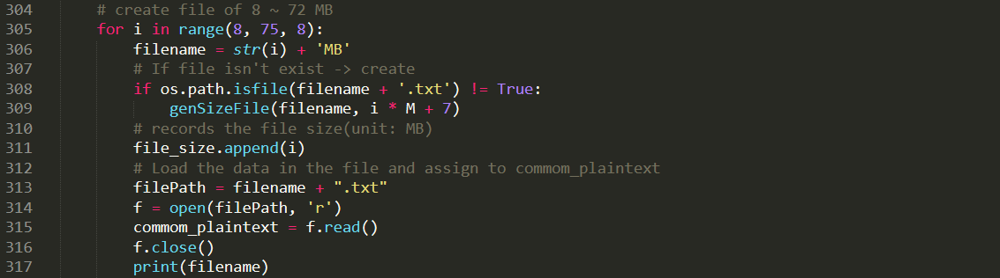 304 # create file of 8 ~ 72 MB
305 for i in range(8, 75, 8):
306 filename = str(i) + 'MB'
307 # If file isn't exist -> create
308 if os.path.isfile(filename + '.txt') != True:
309 genSizeFile(filename, i * M + 7)
310 # records the file size(unit: MB)
311 file_size.append(i)
312 # Load the data in the file and assign to commom_plaintext
313 filePath = filename + ".txt"
314 f = open(filePath, 'r')
315 commom_plaintext = f.read()
316 f.close()
317 print(filename)